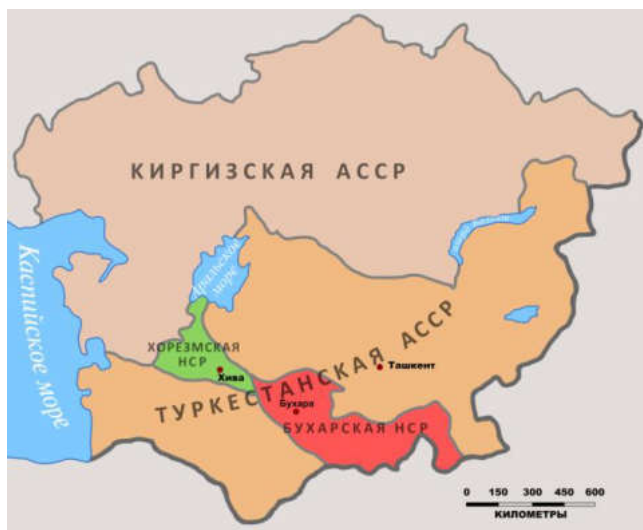 КИРГИЗСКАЯ АССР
Каспийское море
Аральское
море
озеро Балхаш
ХОРЕЗМСКАЯ
НСР
Хива
ТУРКЕСТАНСКАЯ АССР
Ташкент
Бухара
БУХАРСКАЯ НСР
0 150 300 450 600
КИЛОМЕТРЫ